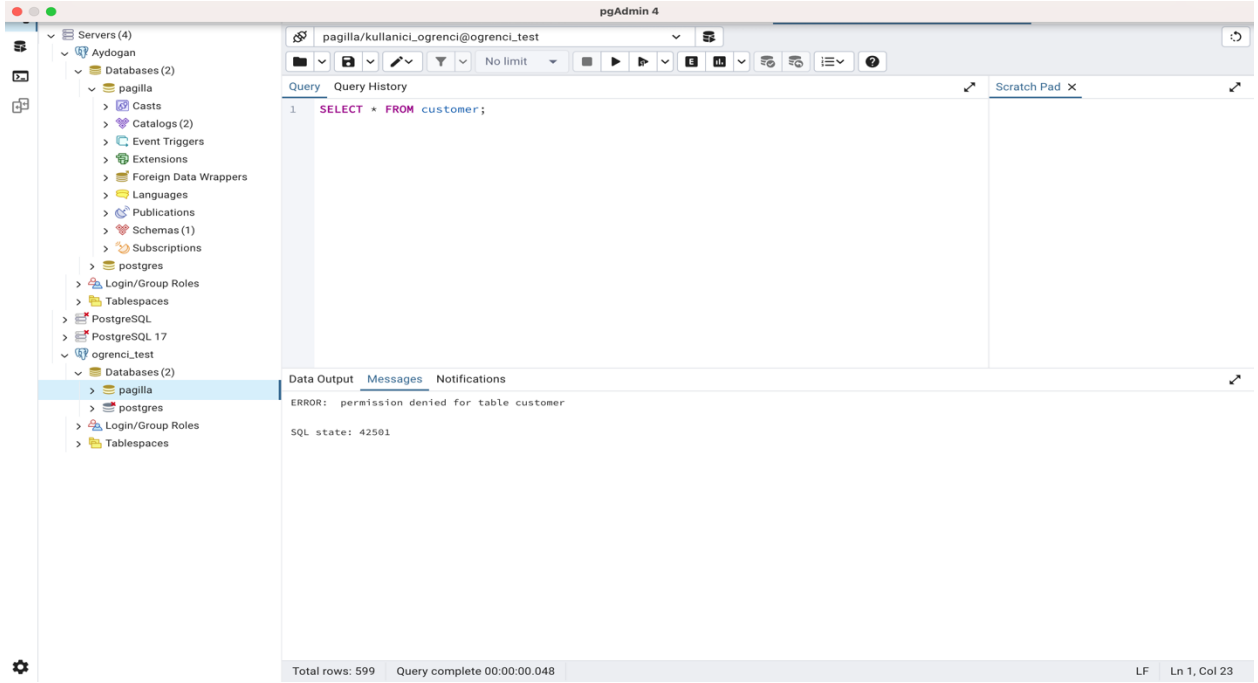 pgAdmin 4
Servers (4)
Aydogan
Databases (2)
pagilla
Casts
Catalogs (2)
Event Triggers
Extensions
Foreign Data Wrappers
Languages
Publications
Schemas (1)
Subscriptions
postgres
Login/Group Roles
Tablespaces
PostgreSQL
PostgreSQL 17
ogrenci_test
Databases (2)
pagilla
postgres
Login/Group Roles
Tablespaces
pagilla/kullanici_ogrenci@ogrenci_test
No limit
E
Query Query History
Scratch Pad X
1 SELECT * FROM customer;
Data Output Messages Notifications
ERROR: permission denied for table customer
SQL state: 42501
Total rows: 599 Query complete 00:00:00.048 LF Ln 1, Col 23